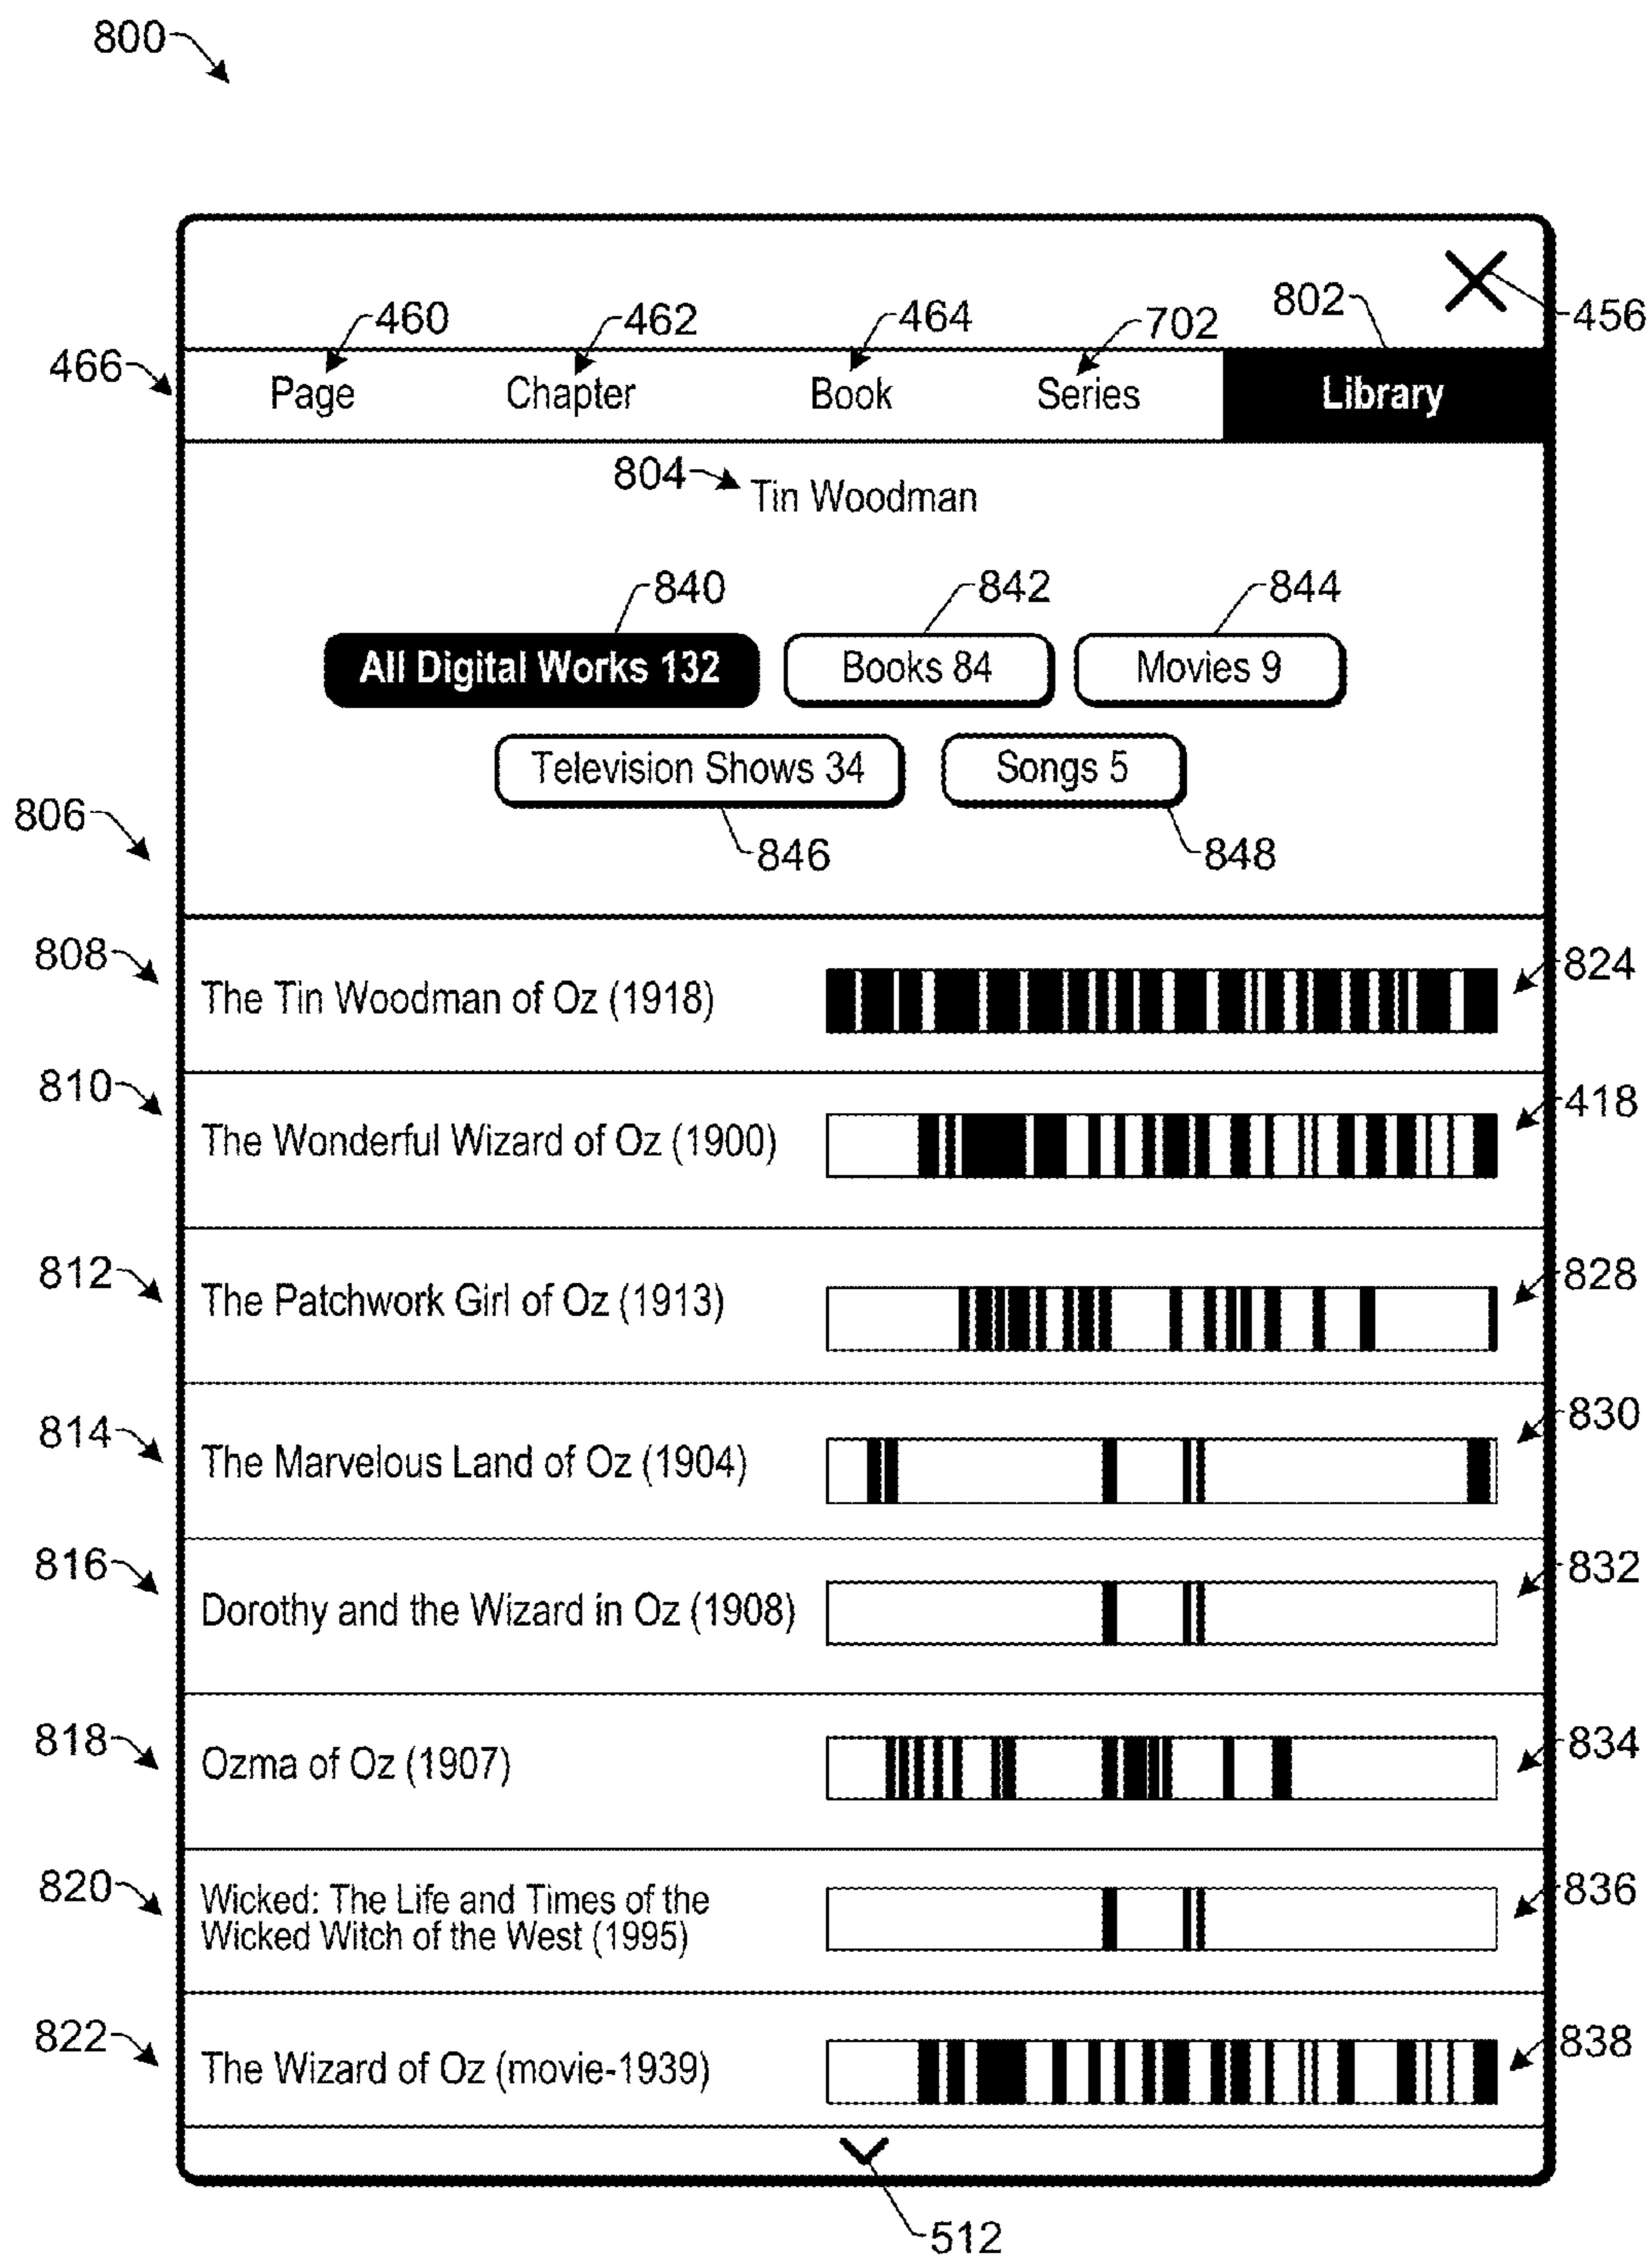 800
456
460 462 464 702 802
466 Page Chapter Book Series Library
804 Tin Woodman
840 842 844
All Digital Works 132 Books 84 Movies 9
Television Shows 34 Songs 5
806 846 848
808 The Tin Woodman of Oz (1918) 824
810 The Wonderful Wizard of Oz (1900) 418
812 The Patchwork Girl of Oz (1913) 828
814 The Marvelous Land of Oz (1904) 830
816 Dorothy and the Wizard in Oz (1908) 832
818 Ozma of Oz (1907) 834
820 Wicked: The Life and Times of the 836
Wicked Witch of the West (1995)
822 The Wizard of Oz (movie-1939) 838
512